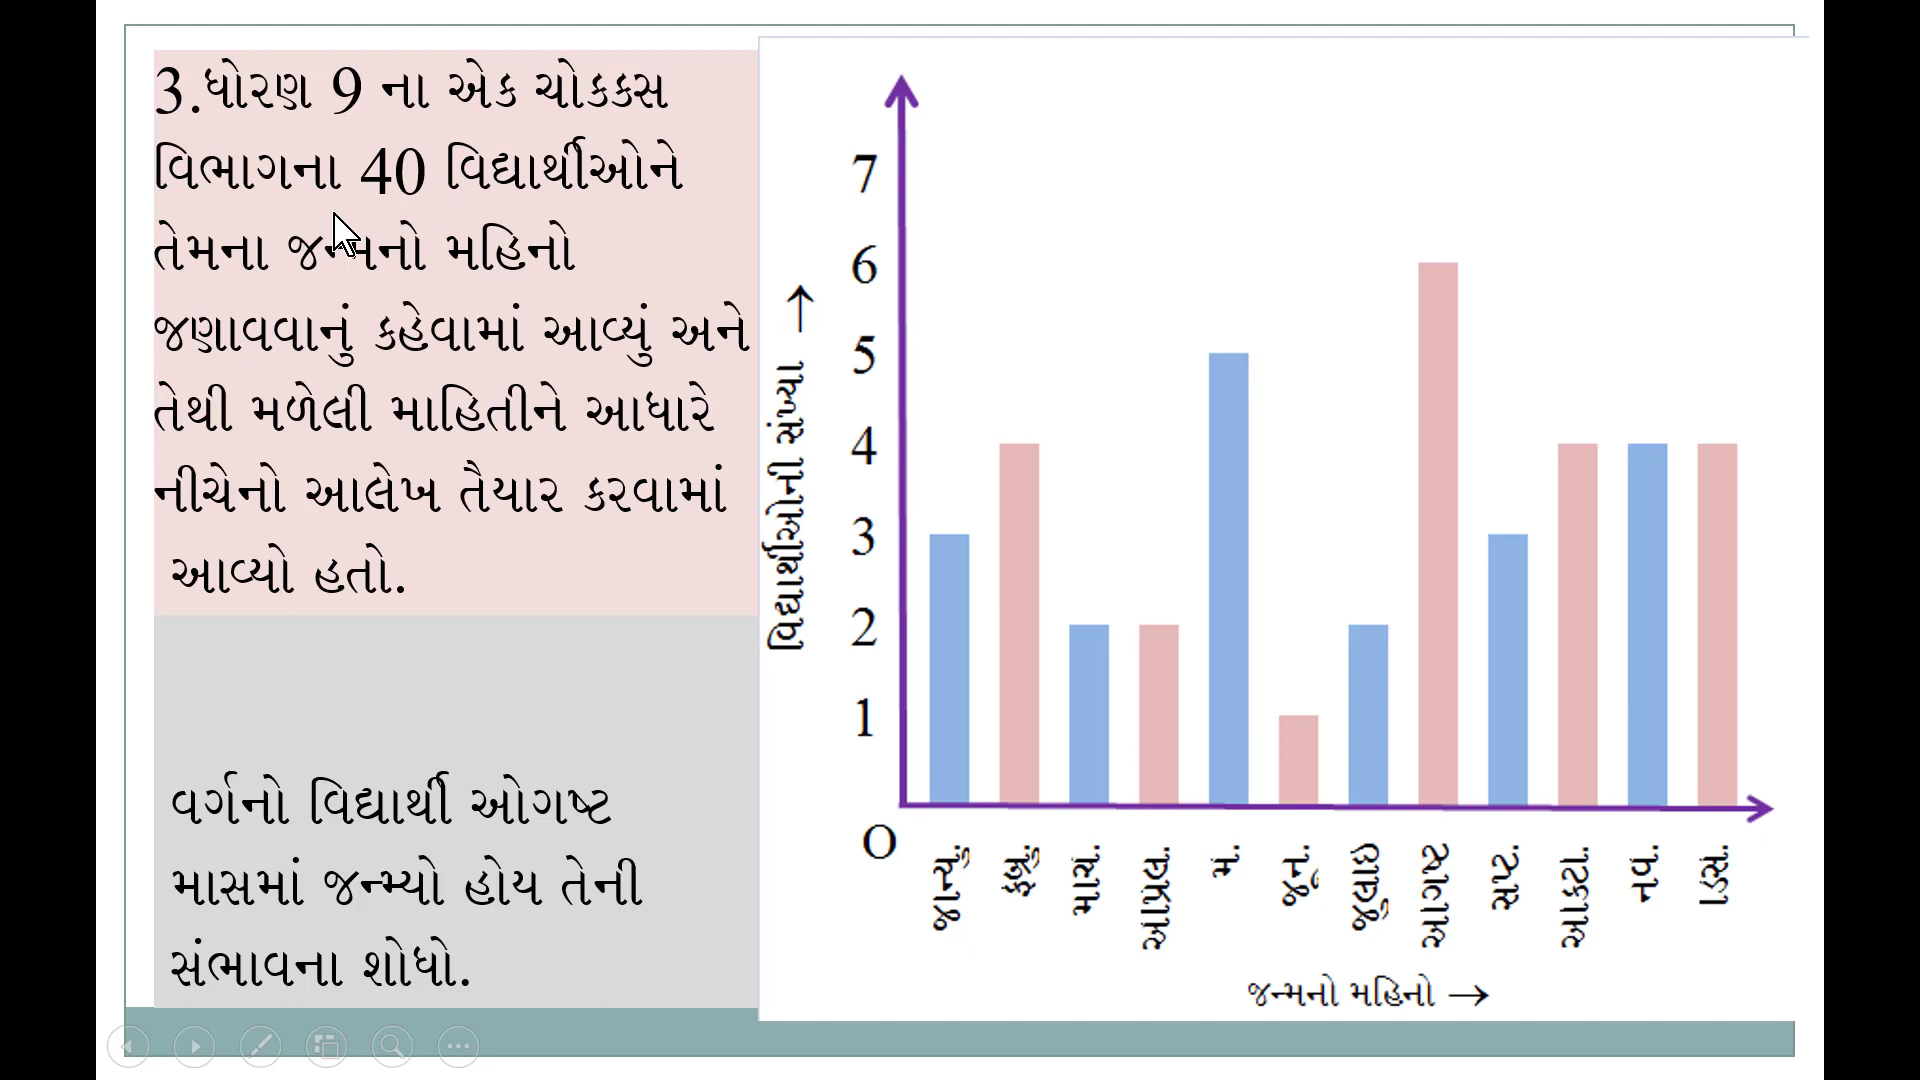 3.ધોરણ 9 ના એક ચોકકસ
વિભાગના 40 વિદ્યાર્થીઓને
તેમના જન્મનો મહિનો
જણાવવાનું કહેવામાં આવ્યું અને
તેથી મળેલી માહિતીને આધારે
નીચેનો આલેખ તૈયાર કરવામાં
આવ્યો હતો.
વર્ગનો વિદ્યાર્થી ઓગષ્ટ
માસમાં જન્મ્યો હોય તેની
સંભાવના શોધો.
વિદ્યાર્થીઓની સંખ્યા →
7
6
5
4
3
2
1
O
જાન્યુ.
ફેબ્રુ.
માર્ચ.
એપ્રિલ.
મે.
જૂન.
જુલાઇ
ઓગષ્ટ
સપ્ટે.
ઓકટો.
નવે.
ડિસે.
જન્મનો મહિનો →